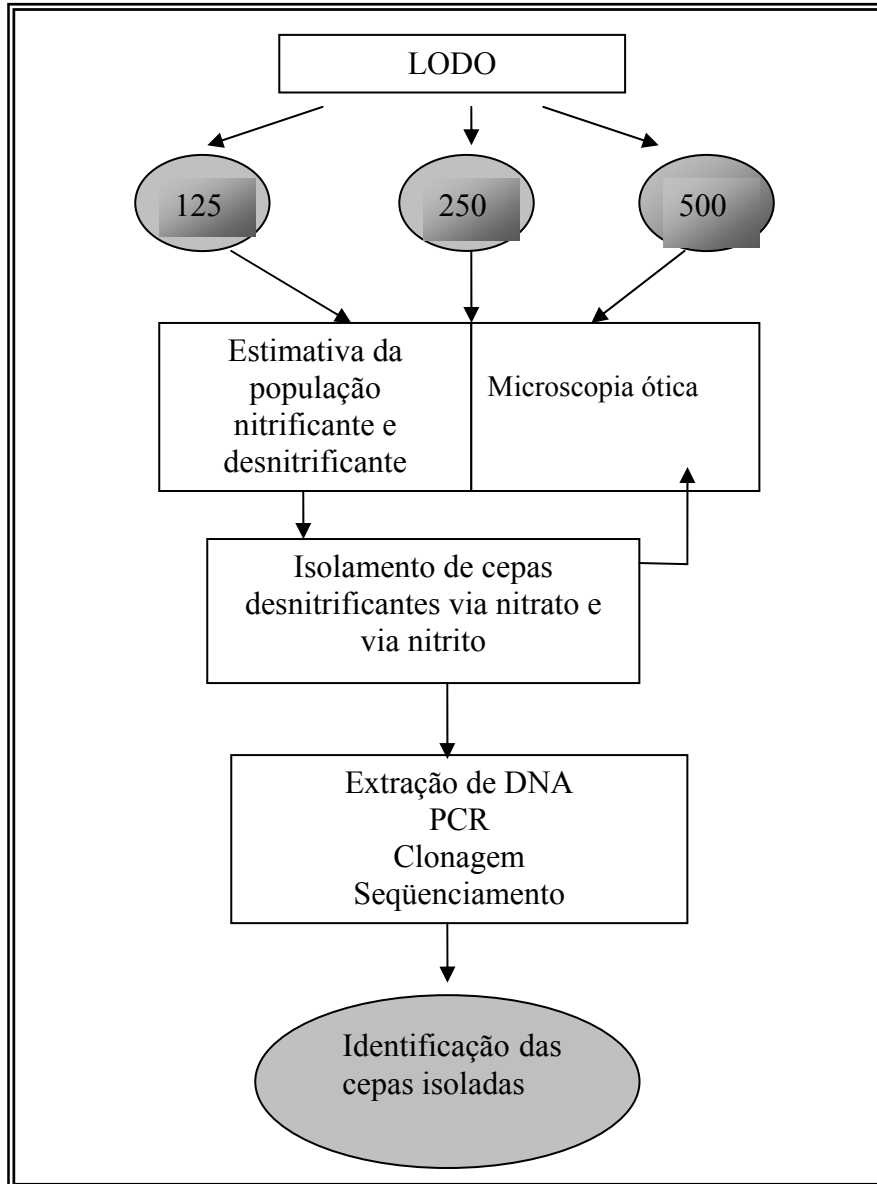 LODO
125
250
500
Estimativa da
população
nitrificante e
desnitrificante
Microscopia ótica
Isolamento de cepas
desnitrificantes via nitrato e
via nitrito
Extração de DNA
PCR
Clonagem
Seqüenciamento
Identificação das
cepas isoladas